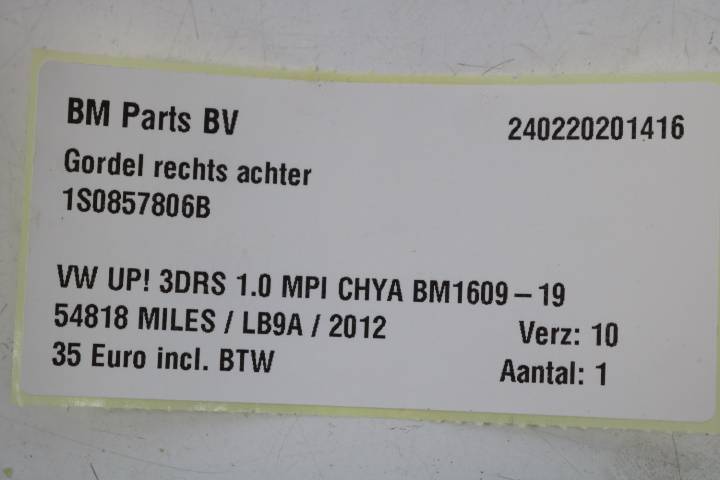 BM Parts BV 240220201416
Gordel rechts achter
1S0857806B
VW UP! 3DRS 1.0 MPI CHYA BM1609-19
54818 MILES / LB9A / 2012 Verz: 10
35 Euro incl. BTW Aantal: 1